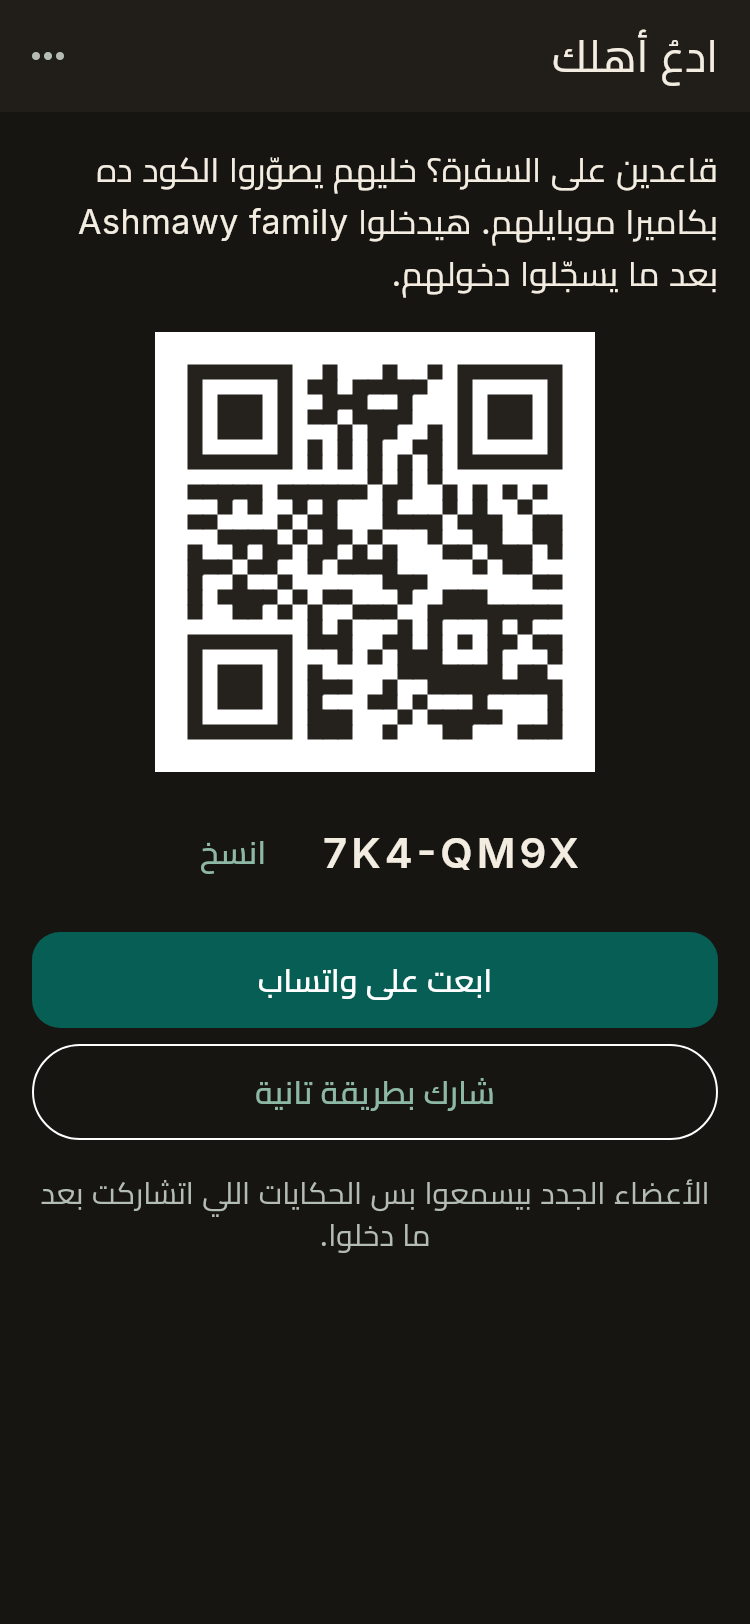 ادعُ أهلك
قاعدين على السفرة؟ خليهم يصوّروا الكود ده
بكاميرا موبايلهم. هيدخلوا Ashmawy family
بعد ما يسجّلوا دخولهم.
7K4-QM9X
انسخ
ابعت على واتساب
شارك بطريقة تانية
الأعضاء الجدد بيسمعوا بس الحكايات اللي اتشاركت بعد
ما دخلوا.